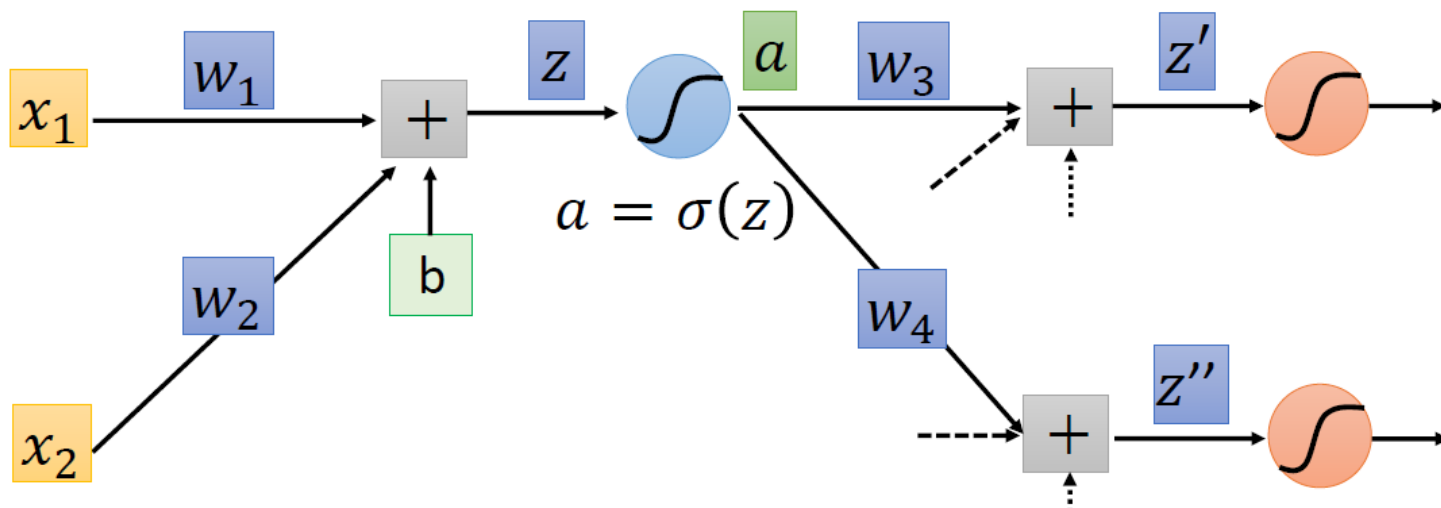 x₁
w₁
+
z
a
w₃
+
z′
a = σ(z)
b
w₂
w₄
x₂
+
z′′